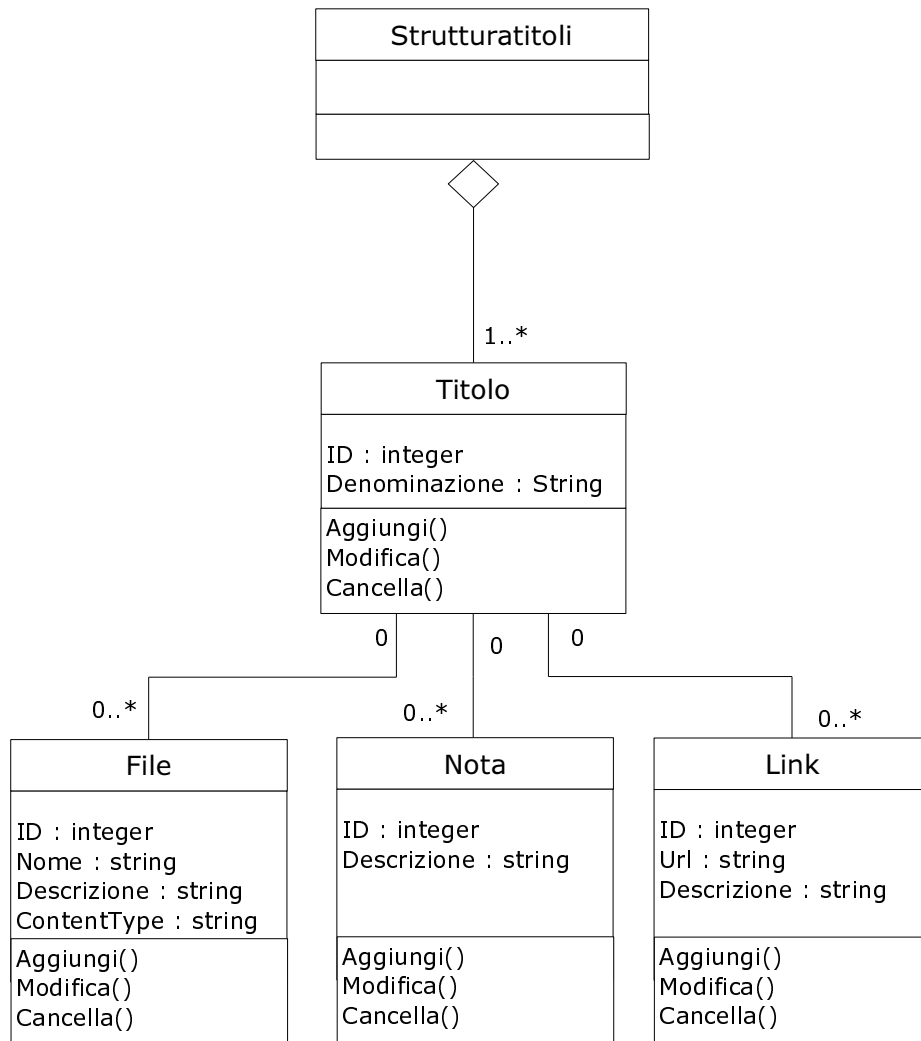 Strutturatitoli
1..*
Titolo
ID : integer
Denominazione : String
Aggiungi()
Modifica()
Cancella()
0
0
0
0..*
0..*
0..*
File
ID : integer
Nome : string
Descrizione : string
ContentType : string
Aggiungi()
Modifica()
Cancella()
Nota
ID : integer
Descrizione : string
Aggiungi()
Modifica()
Cancella()
Link
ID : integer
Url : string
Descrizione : string
Aggiungi()
Modifica()
Cancella()